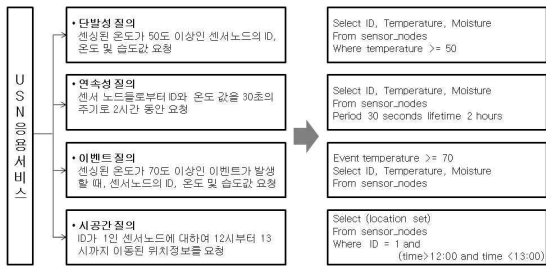 USN응용서비스
• 단발성질의
센싱된 온도가 50도 이상인 센서노드의 ID,
온도 및 습도값 요청
Select ID, Temperature, Moisture
From sensor_nodes
Where temperature >= 50
• 연속성질의
센서 노드들로부터 ID와 온도 값을 30초의
주기로 2시간 동안 요청
Select ID, Temperature, Moisture
From sensor_nodes
Period 30 seconds lifetime 2 hours
• 이벤트질의
센싱된 온도가 70도 이상인 이벤트가 발생
할 때, 센서노드의 ID, 온도 및 습도값 요청
Event temperature >= 70
Select ID, Temperature, Moisture
From sensor_nodes
• 시공간질의
ID가 1인 센서노드에 대하여 12시부터 13
시까지 이동된 위치정보를 요청
Select (location set)
From sensor_nodes
Where ID = 1 and
(time>12:00 and time <13:00)